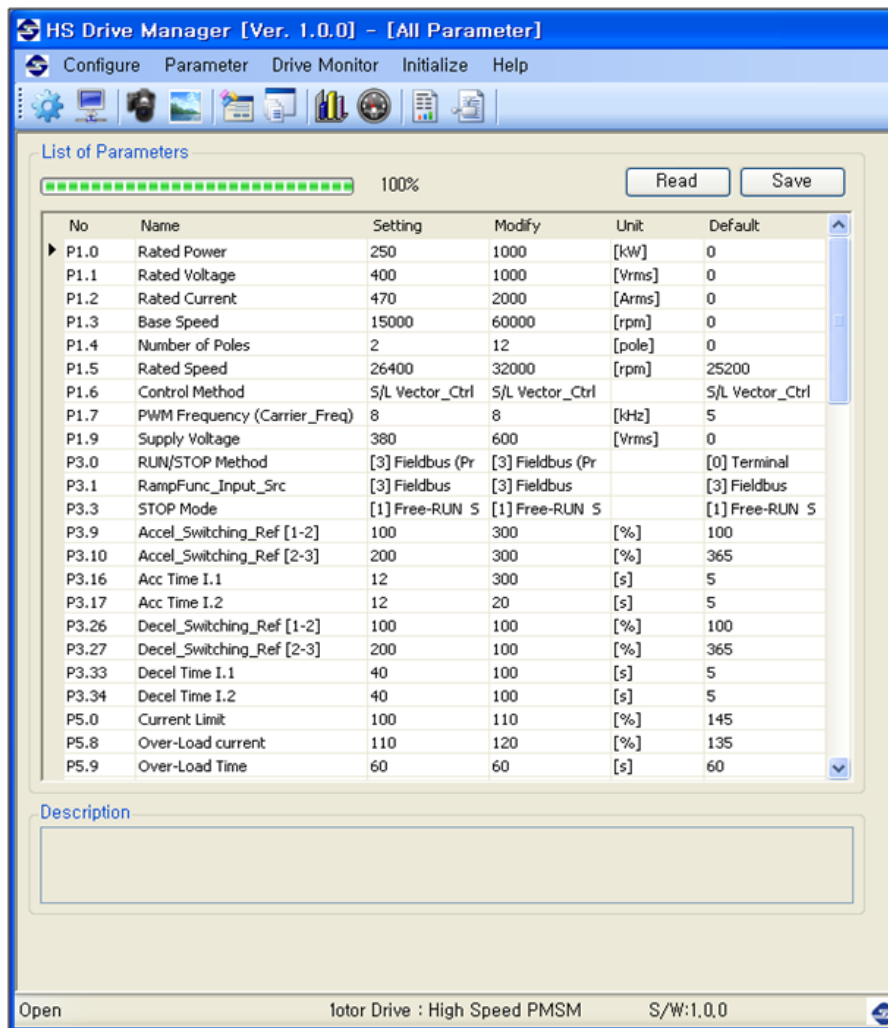 HS Drive Manager [Ver. 1.0.0] - [All Parameter]
Configure Parameter Drive Monitor Initialize Help
List of Parameters
100% Read Save
No Name Setting Modify Unit Default
P1.0 Rated Power 250 1000 [kW] 0
P1.1 Rated Voltage 400 1000 [Vrms] 0
P1.2 Rated Current 470 2000 [Arms] 0
P1.3 Base Speed 15000 60000 [rpm] 0
P1.4 Number of Poles 2 12 [pole] 0
P1.5 Rated Speed 26400 32000 [rpm] 25200
P1.6 Control Method S/L Vector_Ctrl S/L Vector_Ctrl S/L Vector_Ctrl
P1.7 PWM Frequency (Carrier_Freq) 8 8 [kHz] 5
P1.9 Supply Voltage 380 600 [Vrms] 0
P3.0 RUN/STOP Method [3] Fieldbus (Pr [3] Fieldbus (Pr [0] Terminal
P3.1 RampFunc_Input_Src [3] Fieldbus [3] Fieldbus [3] Fieldbus
P3.3 STOP Mode [1] Free-RUN S [1] Free-RUN S [1] Free-RUN S
P3.9 Accel_Switching_Ref [1-2] 100 300 [%] 100
P3.10 Accel_Switching_Ref [2-3] 200 300 [%] 365
P3.16 Acc Time I.1 12 300 [s] 5
P3.17 Acc Time I.2 12 20 [s] 5
P3.26 Decel_Switching_Ref [1-2] 100 100 [%] 100
P3.27 Decel_Switching_Ref [2-3] 200 100 [%] 365
P3.33 Decel Time I.1 40 100 [s] 5
P3.34 Decel Time I.2 40 100 [s] 5
P5.0 Current Limit 100 110 [%] 145
P5.8 Over-Load current 110 120 [%] 135
P5.9 Over-Load Time 60 60 [s] 60
Description
Open 1otor Drive : High Speed PMSM S/W:1,0,0